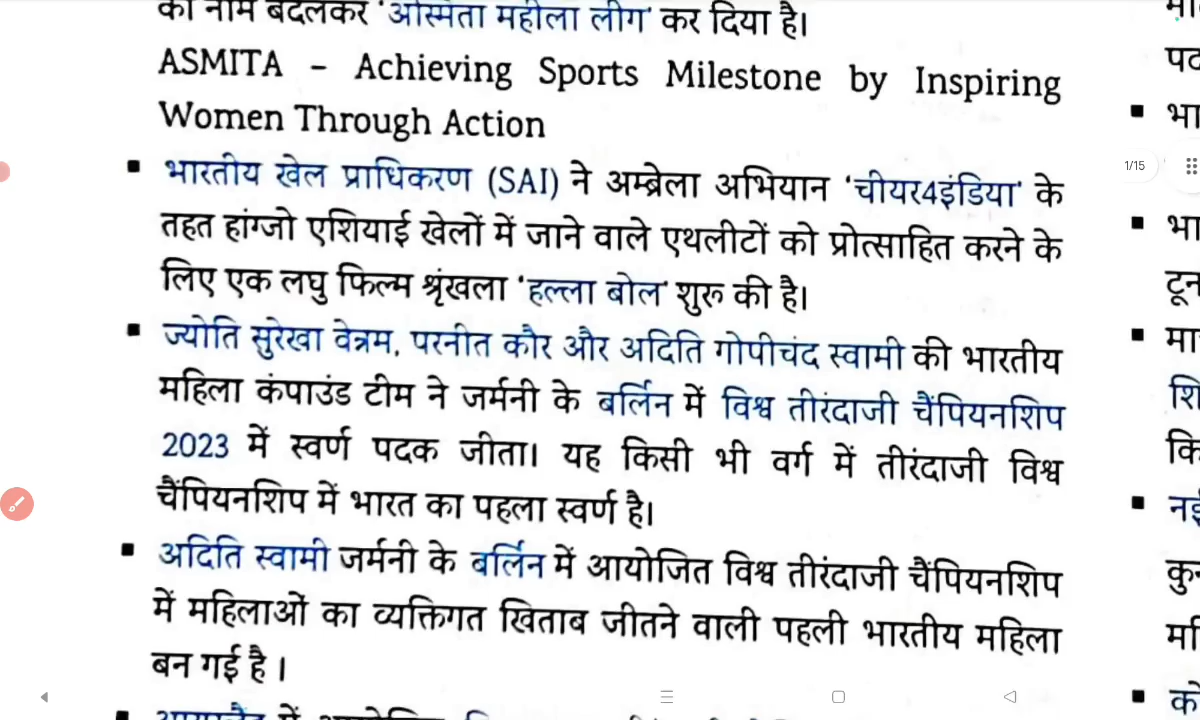 का नाम बदलकर 'अस्मिता महीला लीग' कर दिया है।
ASMITA – Achieving Sports Milestone by Inspiring
Women Through Action
▪ भारतीय खेल प्राधिकरण (SAI) ने अम्ब्रेला अभियान 'चीयर4इंडिया' के
तहत हांग्जो एशियाई खेलों में जाने वाले एथलीटों को प्रोत्साहित करने के
लिए एक लघु फिल्म श्रृंखला 'हल्ला बोल' शुरू की है।
▪ ज्योति सुरेखा वेन्नम, परनीत कौर और अदिति गोपीचंद स्वामी की भारतीय
महिला कंपाउंड टीम ने जर्मनी के बर्लिन में विश्व तीरंदाजी चैंपियनशिप
2023 में स्वर्ण पदक जीता। यह किसी भी वर्ग में तीरंदाजी विश्व
चैंपियनशिप में भारत का पहला स्वर्ण है।
▪ अदिति स्वामी जर्मनी के बर्लिन में आयोजित विश्व तीरंदाजी चैंपियनशिप
में महिलाओं का व्यक्तिगत खिताब जीतने वाली पहली भारतीय महिला
बन गई है ।
1/15